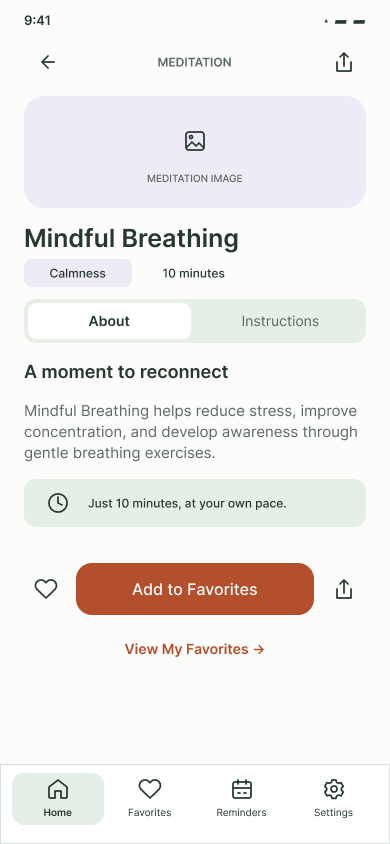 9:41
MEDITATION
MEDITATION IMAGE
Mindful Breathing
Calmness
10 minutes
About
Instructions
A moment to reconnect
Mindful Breathing helps reduce stress, improve
concentration, and develop awareness through
gentle breathing exercises.
Just 10 minutes, at your own pace.
Add to Favorites
View My Favorites →
Home
Favorites
Reminders
Settings